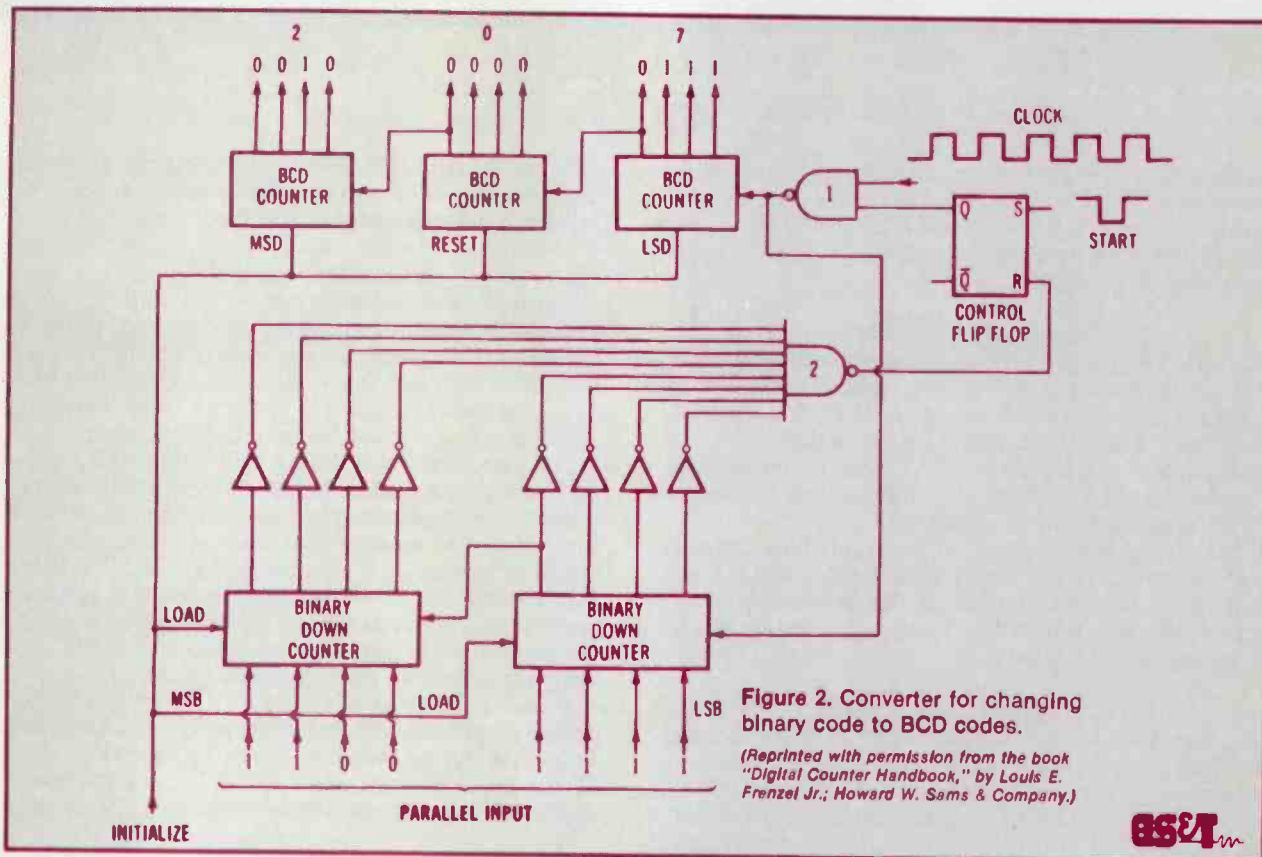 2 0 7
0 0 1 0 0 0 0 0 0 1 1 1
CLOCK
BCD COUNTER
BCD COUNTER
BCD COUNTER
1
Q S
START
MSD
RESET
LSD
Q̅ R
CONTROL
FLIP FLOP
2
LOAD
BINARY
DOWN
COUNTER
BINARY
DOWN
COUNTER
MSB
LOAD
LSB
1 1 0 0 1 1 1 1
PARALLEL INPUT
INITIALIZE
Figure 2. Converter for changing
binary code to BCD codes.
(Reprinted with permission from the book
"Digital Counter Handbook," by Louis E.
Frenzel Jr.; Howard W. Sams & Company.)
ES&T